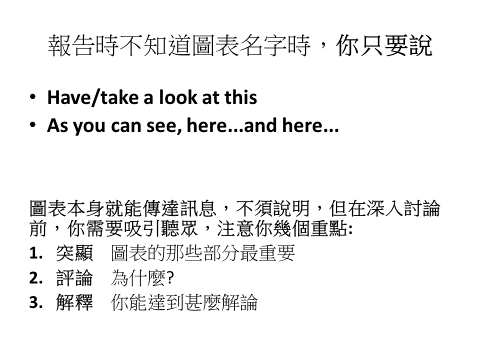 報告時不知道圖表名字時，你只要說
• Have/take a look at this
• As you can see, here...and here...
圖表本身就能傳達訊息，不須說明，但在深入討論
前，你需要吸引聽眾，注意你幾個重點:
1. 突顯 圖表的那些部分最重要
2. 評論 為什麼?
3. 解釋 你能達到甚麼解論